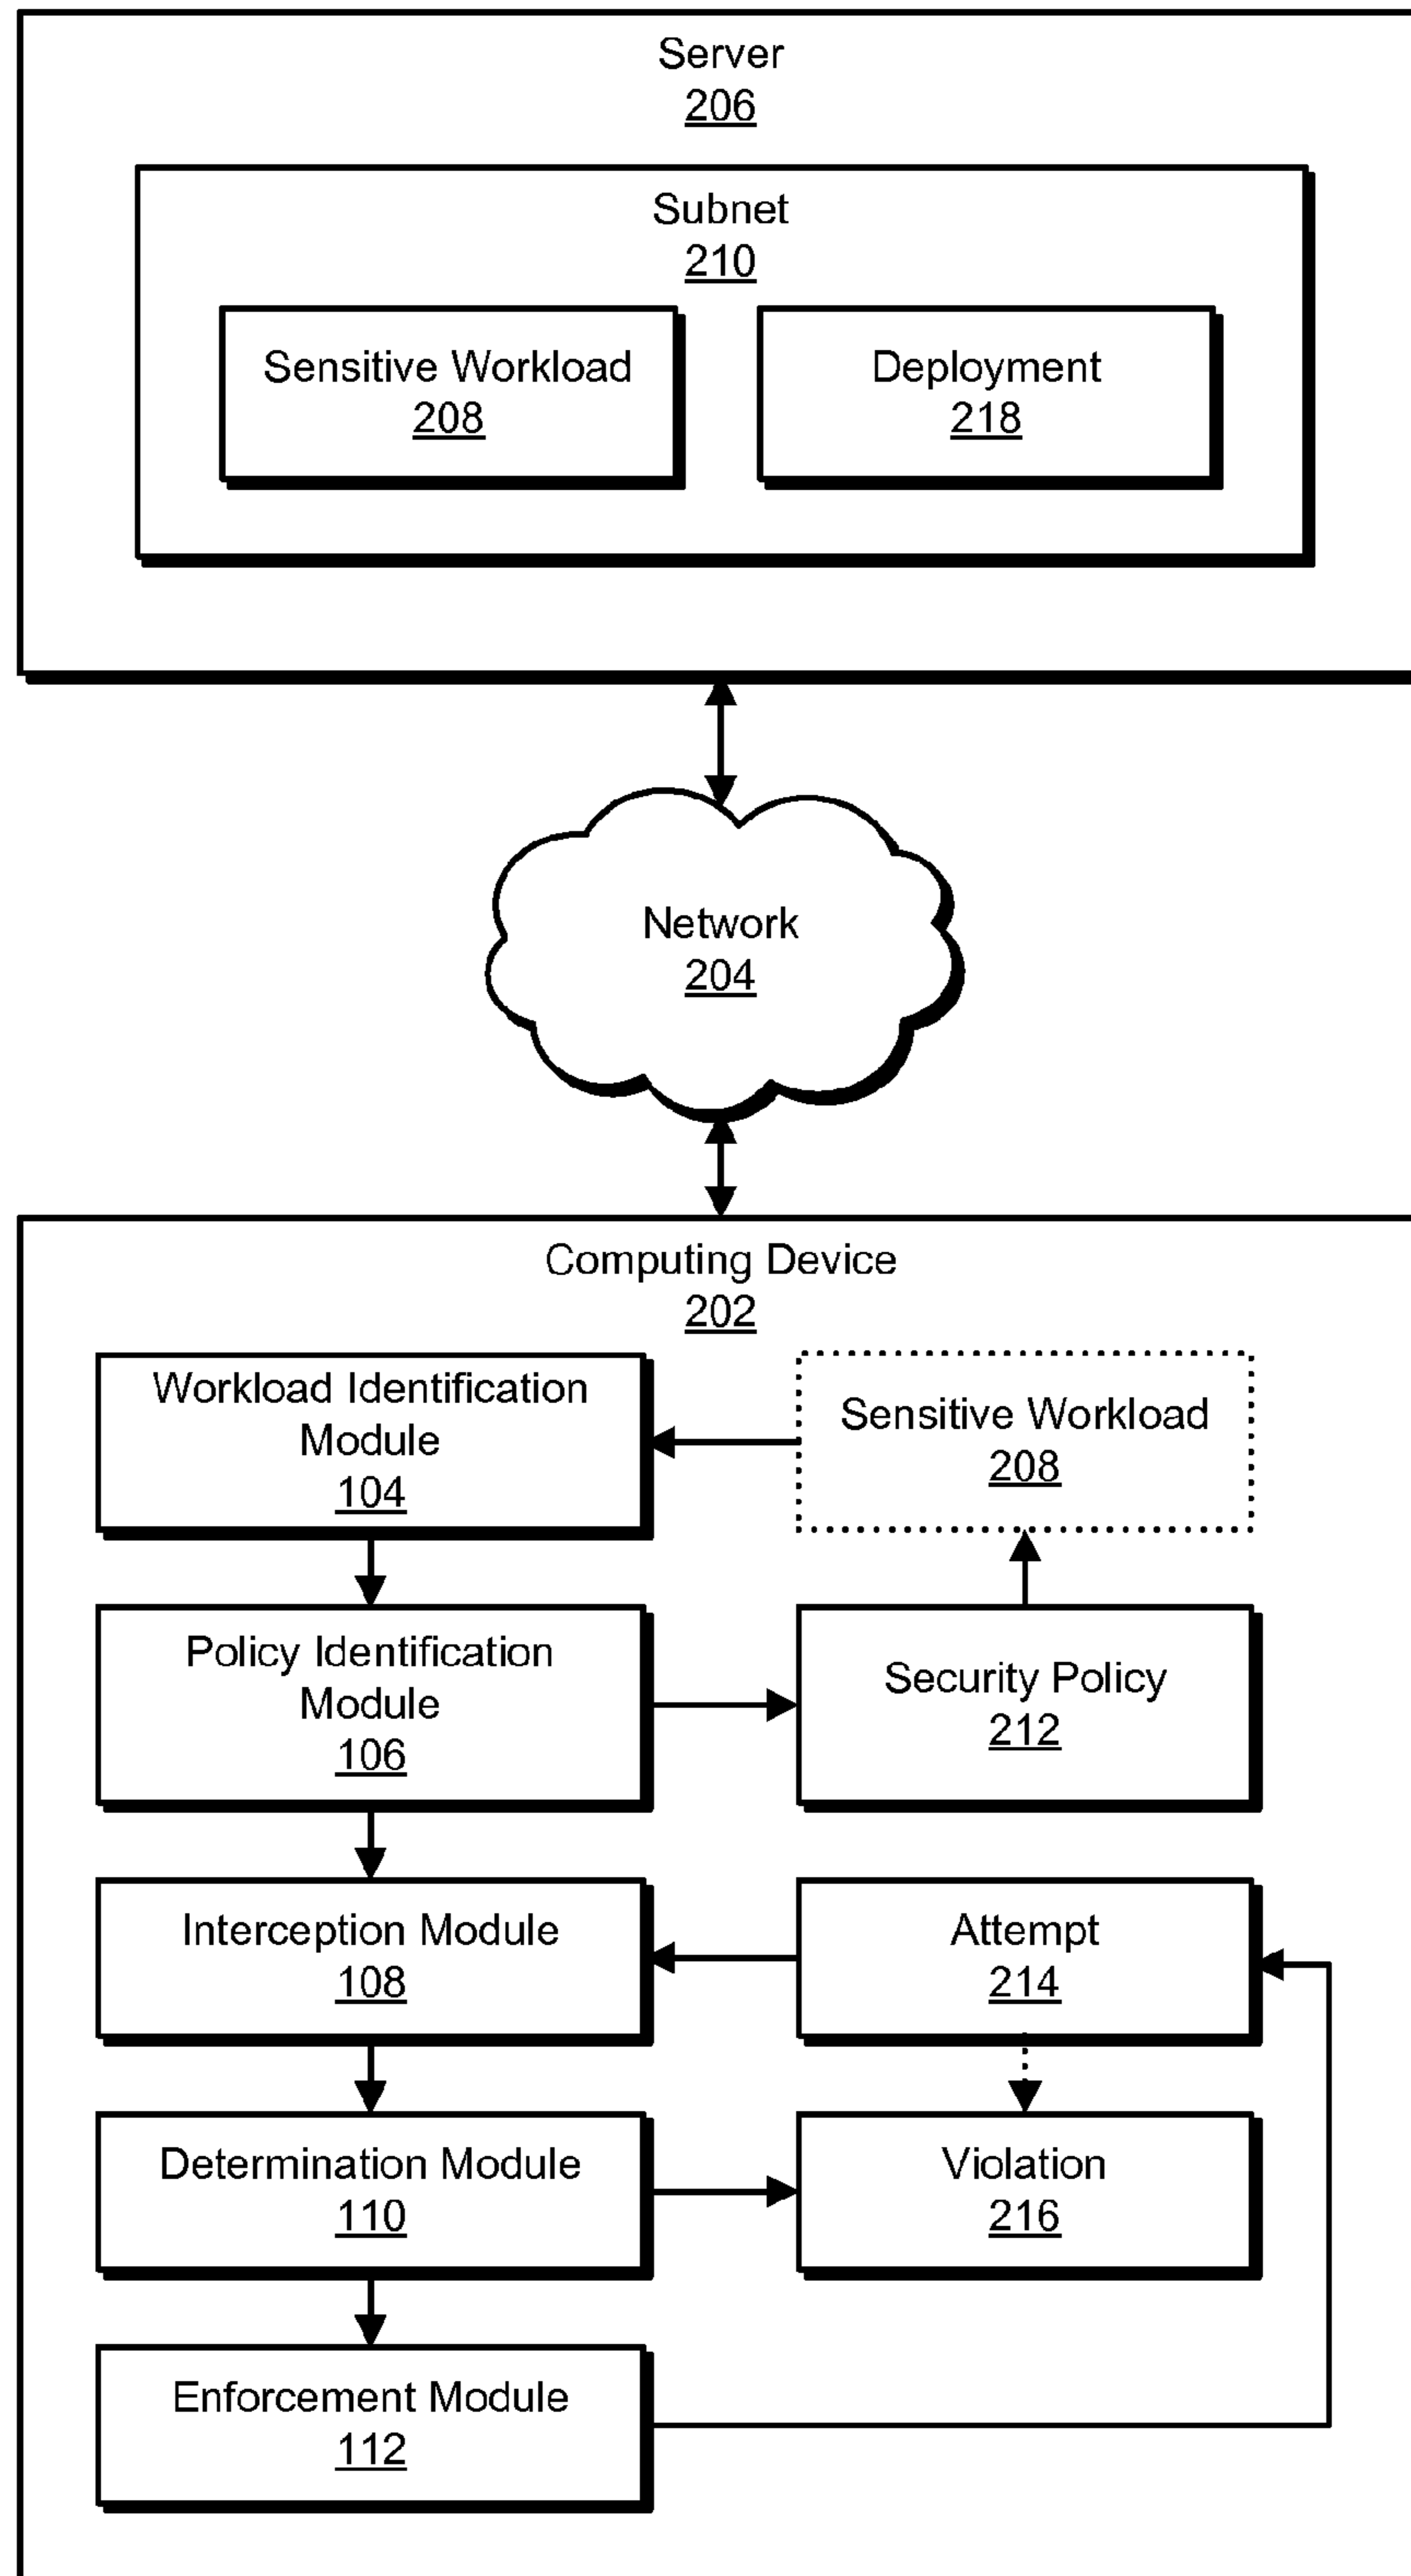 Server
206
Subnet
210
Sensitive Workload
208
Deployment
218
Network
204
Computing Device
202
Workload Identification
Module
104
Sensitive Workload
208
Policy Identification
Module
106
Security Policy
212
Interception Module
108
Attempt
214
Determination Module
110
Violation
216
Enforcement Module
112